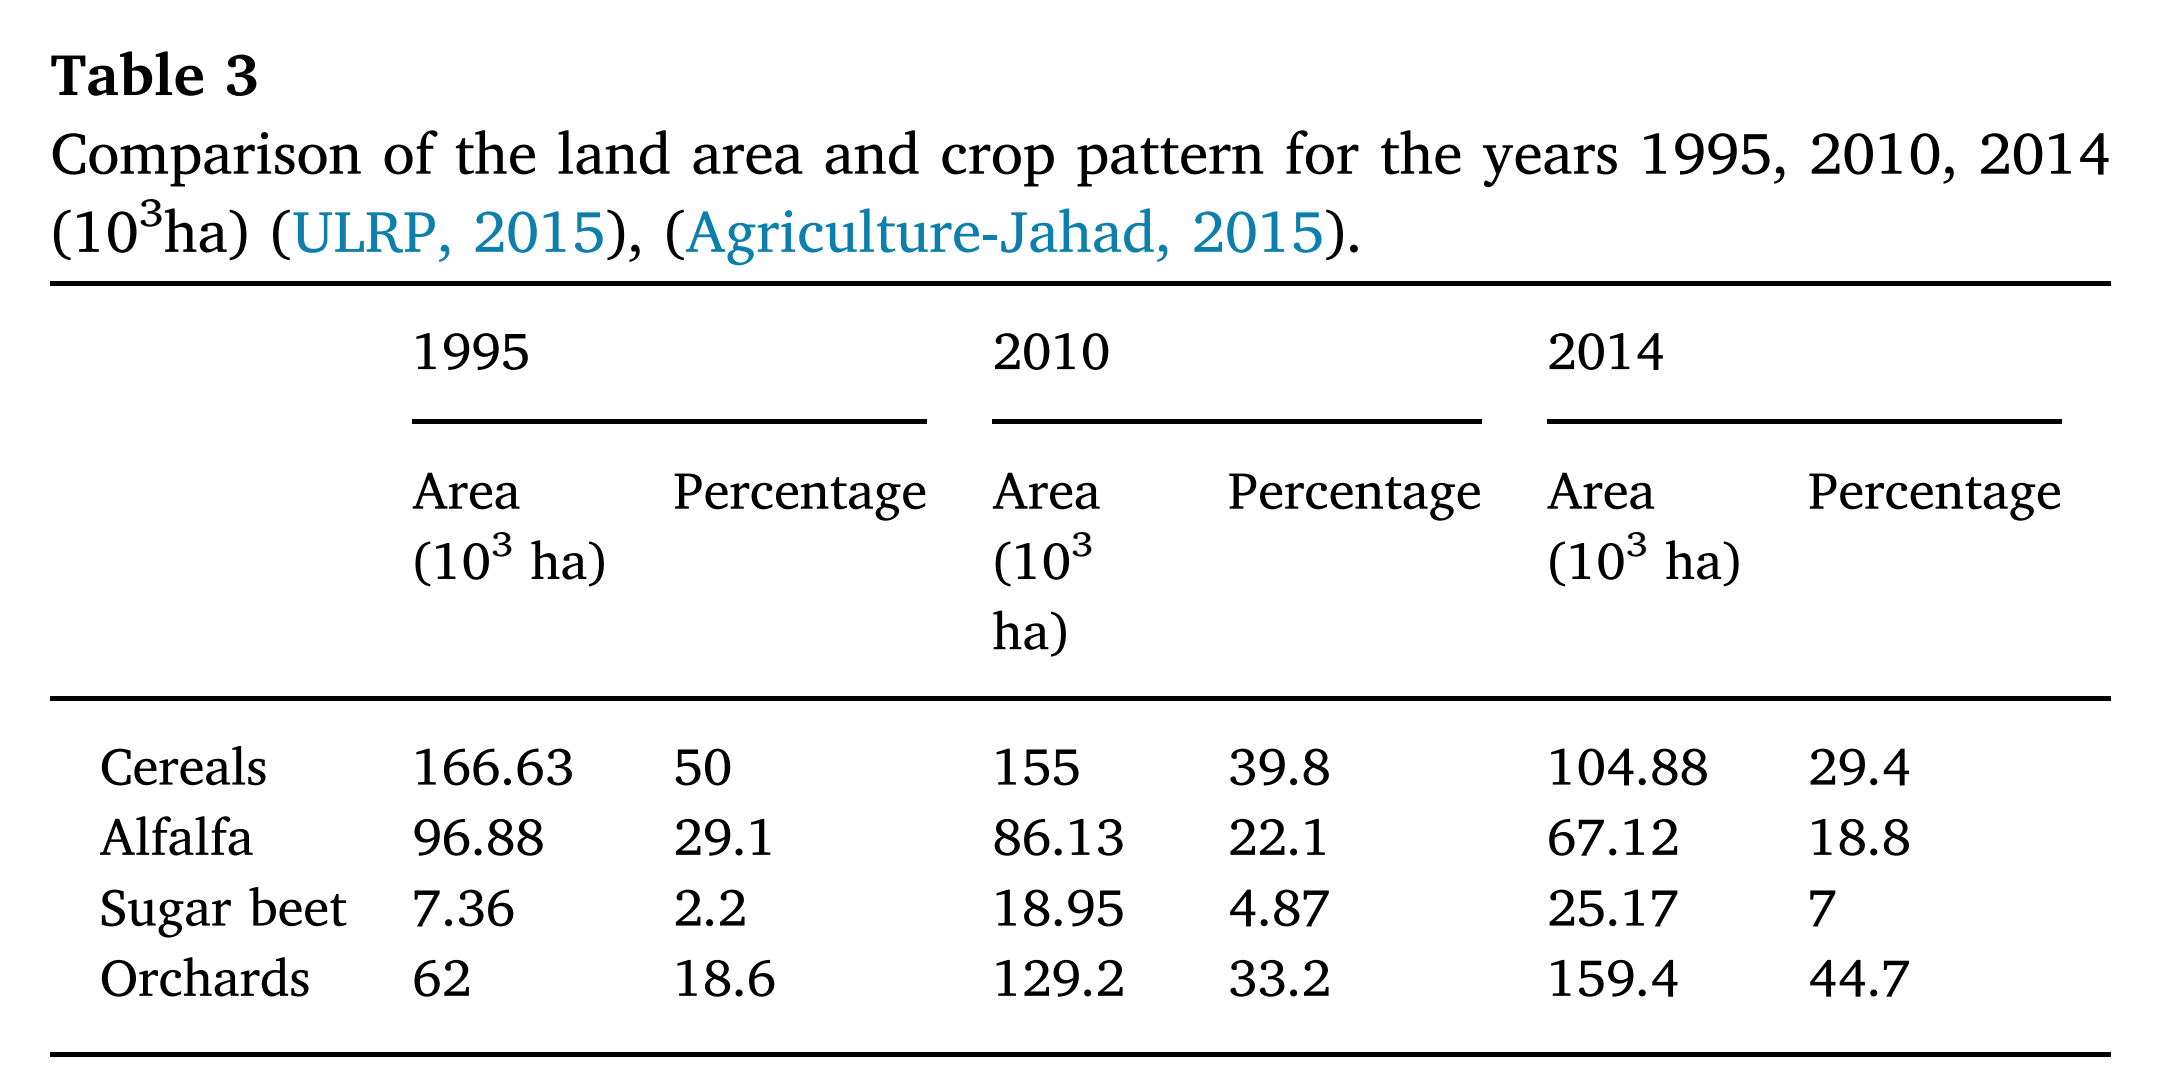 Table 3
Comparison of the land area and crop pattern for the years 1995, 2010, 2014
(10³ha) (ULRP, 2015), (Agriculture-Jahad, 2015).
1995 2010 2014
Area Percentage Area Percentage Area Percentage
(10³ ha) (10³ (10³ ha)
ha)
Cereals 166.63 50 155 39.8 104.88 29.4
Alfalfa 96.88 29.1 86.13 22.1 67.12 18.8
Sugar beet 7.36 2.2 18.95 4.87 25.17 7
Orchards 62 18.6 129.2 33.2 159.4 44.7